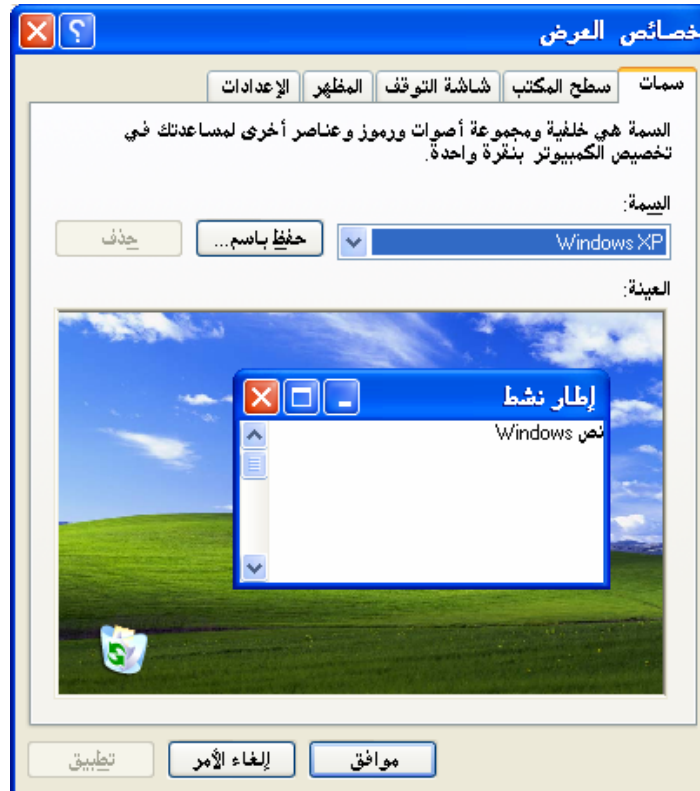 خصائص العرض
سمات
سطح المكتب
شاشة التوقف
المظهر
الإعدادات
السمة هي خلفية ومجموعة أصوات ورموز وعناصر أخرى لمساعدتك في
تخصيص الكمبيوتر بنقرة واحدة.
السمة:
Windows XP
حفظ باسم...
حذف
العينة:
إطار نشط
نص Windows
موافق
إلغاء الأمر
تطبيق